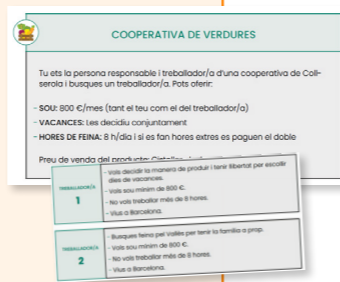 COOPERATIVA DE VERDURES
Tu ets la persona responsable i treballador/a d'una cooperativa de Coll-
serola i busques un treballador/a. Pots oferir:
- SOU: 800 €/mes (tant el teu com el del treballador/a)
- VACANCES: Les decidiu conjuntament
- HORES DE FEINA: 8 h/dia i si es fan hores extres es paguen el doble
Preu de venda del producte:
TREBALLADOR/A
1
- Vols decidir la manera de produir i tenir llibertat per escollir
dies de vacances.
- Vols sou mínim de 800 €.
- No vols treballar més de 8 hores.
- Vius a Barcelona.
TREBALLADOR/A
2
- Busques feina pel Vallès per tenir la família a prop.
- Vols sou mínim de 800 €.
- No vols treballar més de 8 hores.
- Vius a Barcelona.